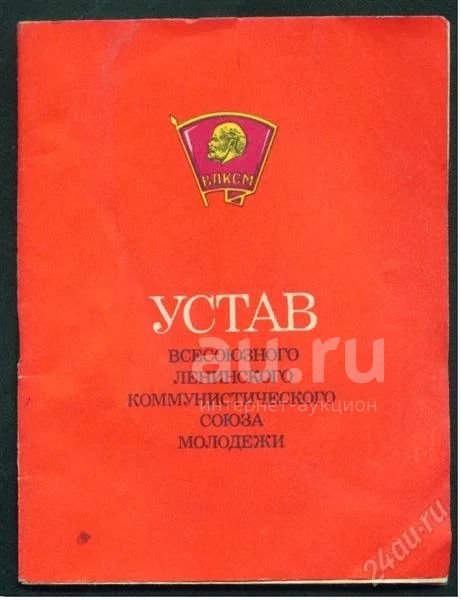 ВЛКСМ
УСТАВ
ВСЕСОЮЗНОГО
ЛЕНИНСКОГО
КОММУНИСТИЧЕСКОГО
СОЮЗА
МОЛОДЕЖИ
au.ru
интернет-аукцион
24au.ru